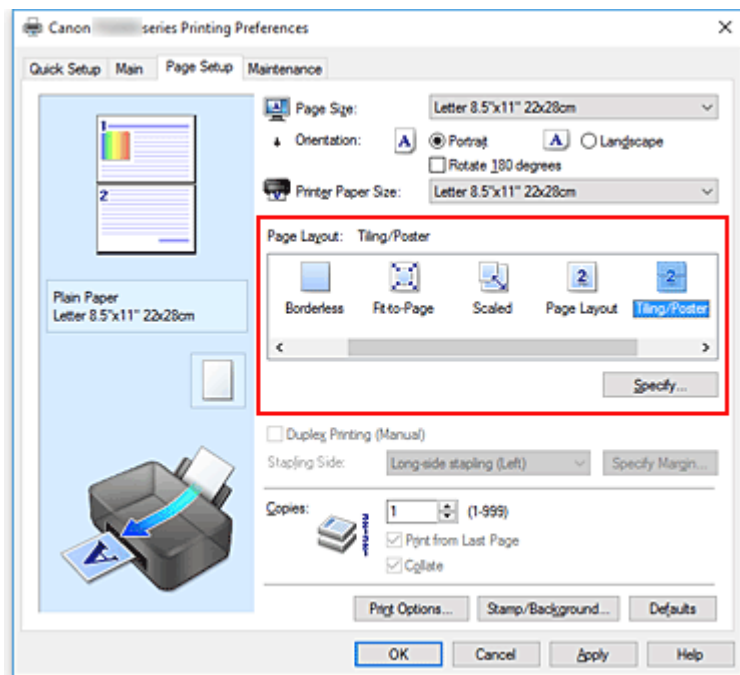 Canon series Printing Preferences
Quick Setup Main Page Setup Maintenance
1
2
Plain Paper
Letter 8.5"x11" 22x28cm
Page Size: Letter 8.5"x11" 22x28cm
Orientation: A Portrait A Landscape
Rotate 180 degrees
Printer Paper Size: Letter 8.5"x11" 22x28cm
Page Layout: Tiling/Poster
2 2
Borderless Fit-to-Page Scaled Page Layout Tiling/Poster
Specify...
Duplex Printing (Manual)
Stapling Side: Long-side stapling (Left) Specify Margin...
Copies: 1 (1-999)
Print from Last Page
Collate
A
Print Options... Stamp/Background... Defaults
OK Cancel Apply Help